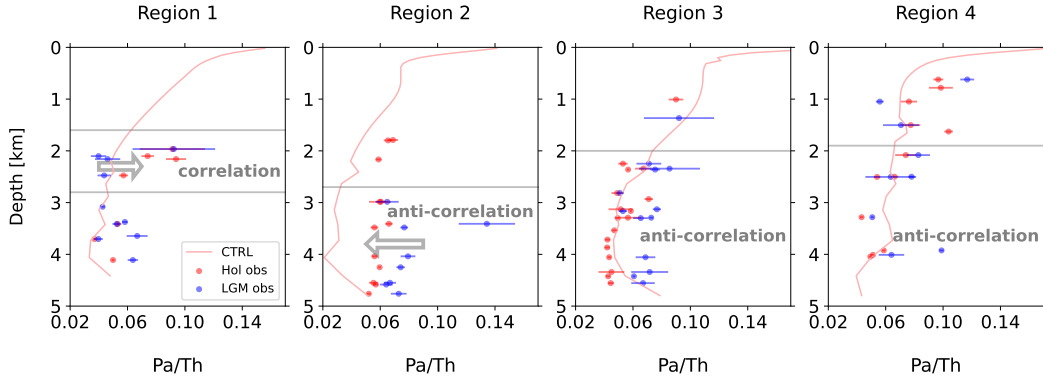 Region 1
Region 2
Region 3
Region 4
Depth [km]
0
1
2
3
4
5
0.02 0.06 0.10 0.14
Pa/Th
correlation
CTRL
Hol obs
LGM obs
0
1
2
3
4
5
0.02 0.06 0.10 0.14
Pa/Th
anti-correlation
0
1
2
3
4
5
0.02 0.06 0.10 0.14
Pa/Th
anti-correlation
0
1
2
3
4
5
0.02 0.06 0.10 0.14
Pa/Th
anti-correlation